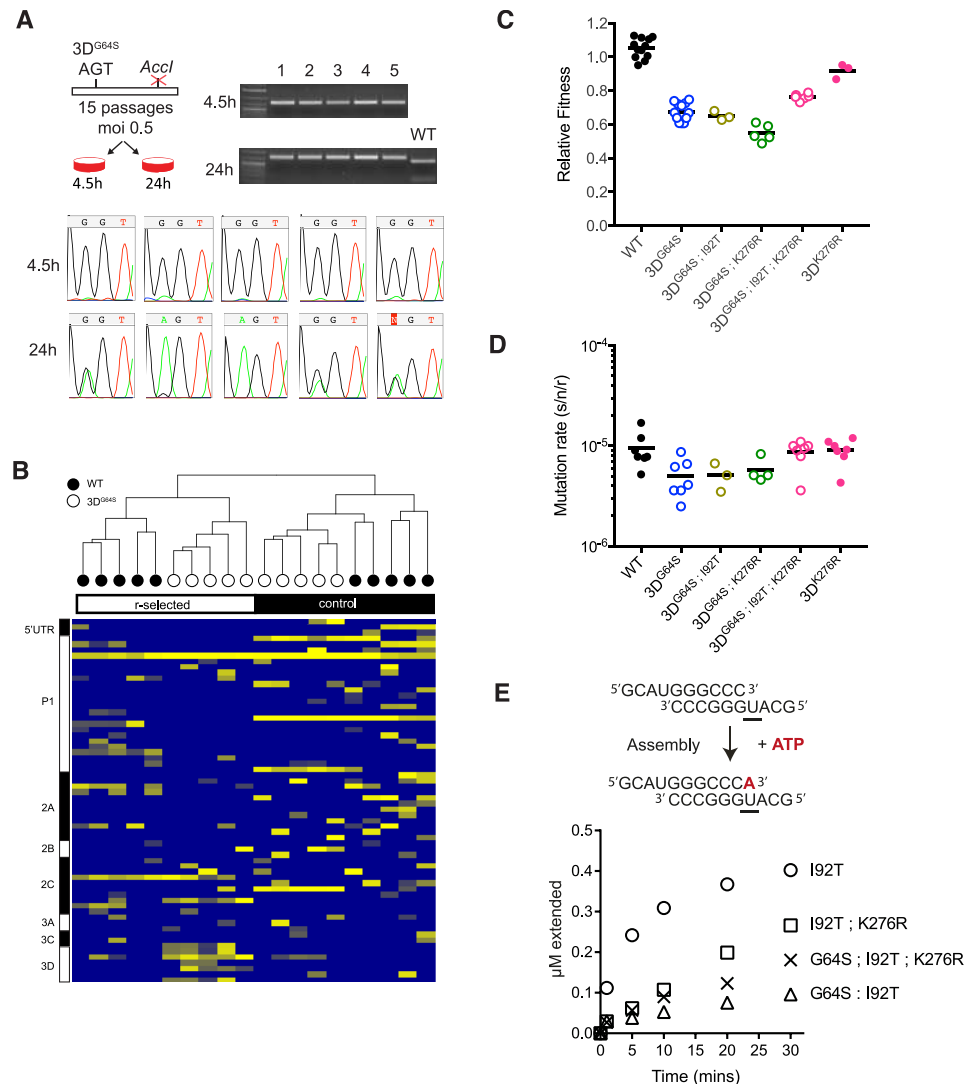 A
3D^G64S
AGT AccI
15 passages
moi 0.5
4.5h 24h
1 2 3 4 5
4.5h
WT
24h
G G T G G T G G T G G T G G T
4.5h
G G T A G T A G T G G T N G T
24h
B
WT
3D^G64S
r-selected control
5'UTR
P1
2A
2B
2C
3A
3C
3D
C
Relative Fitness
1.2
1.0
0.8
0.6
0.4
0.2
0.0
WT
3D^G64S
3D^G64S ; I92T
3D^G64S ; K276R
3D^G64S ; I92T ; K276R
3D^K276R
D
Mutation rate (s/n/r)
10^-4
10^-5
10^-6
WT
3D^G64S
3D^G64S ; I92T
3D^G64S ; K276R
3D^G64S ; I92T ; K276R
3D^K276R
E
5'GCAUGGGCCC3'
3'CCCGGGUACG5'
Assembly + ATP
5'GCAUGGGCCCA3'
3'CCCGGGUACG5'
µM extended
0.5
0.4
0.3
0.2
0.1
0.0
0 5 10 15 20 25 30
Time (mins)
I92T
I92T ; K276R
G64S ; I92T ; K276R
G64S : I92T